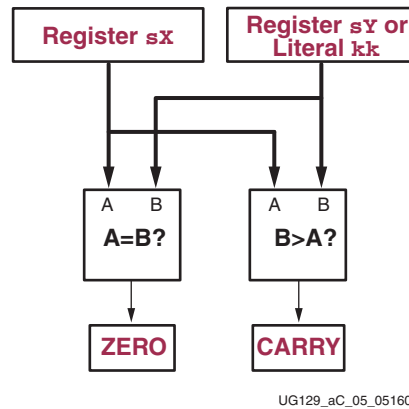 Register sX
Register sY or
Literal kk
A B
A=B?
A B
B>A?
ZERO
CARRY
UG129_aC_05_05160